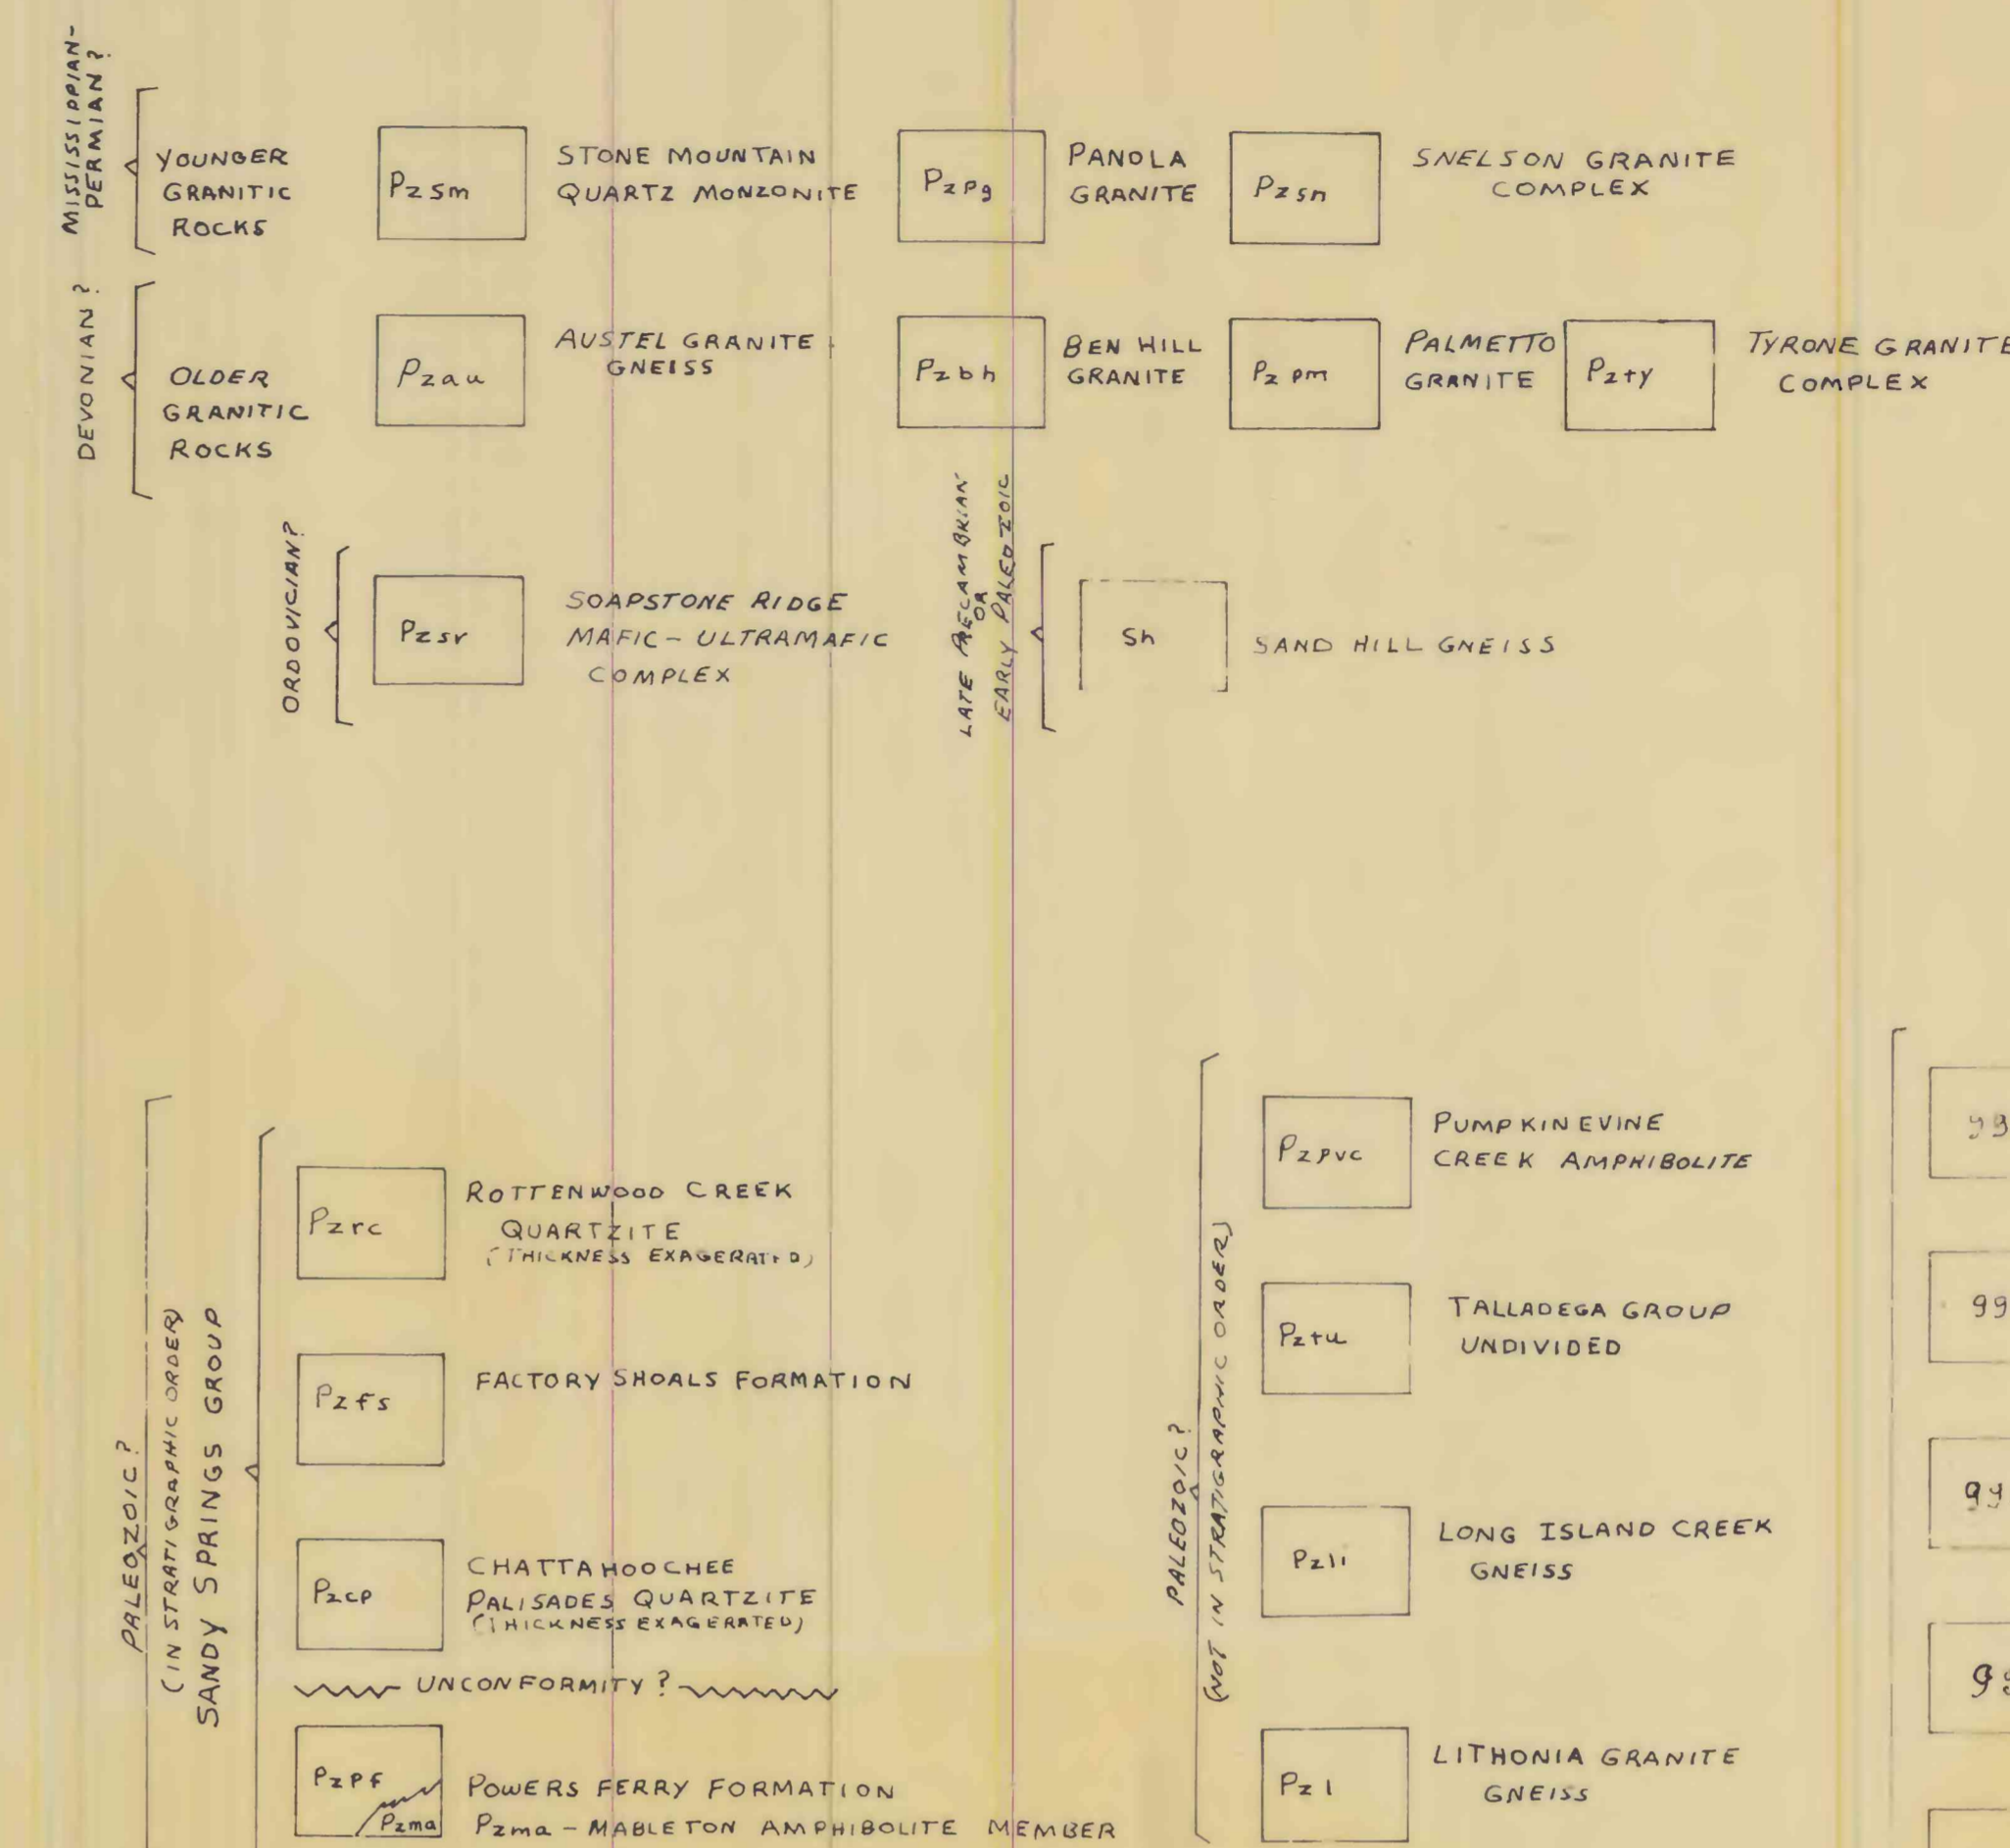 MISSISSIPPIAN-
PERMIAN?
YOUNGER
GRANITIC
ROCKS
Pzsm
STONE MOUNTAIN
QUARTZ MONZONITE
Pzpg
PANOLA
GRANITE
Pzsn
SNELSON GRANITE
COMPLEX
DEVONIAN?
OLDER
GRANITIC
ROCKS
Pzau
AUSTEL GRANITE
GNEISS
Pzbh
BEN HILL
GRANITE
Pzpm
PALMETTO
GRANITE
Pzty
TYRONE GRANITE
COMPLEX
ORDOVICIAN?
Pzsr
SOAPSTONE RIDGE
MAFIC-ULTRAMAFIC
COMPLEX
LATE PRECAMBRIAN
OR
EARLY PALEOZOIC
Sh
SAND HILL GNEISS
PALEOZOIC?
(IN STRATIGRAPHIC ORDER)
SANDY SPRINGS GROUP
Pzrc
ROTTENWOOD CREEK
QUARTZITE
(THICKNESS EXAGERATED)
Pzfs
FACTORY SHOALS FORMATION
Pzcp
CHATTAHOOCHEE
PALISADES QUARTZITE
(THICKNESS EXAGERATED)
UNCONFORMITY?
Pzpf
Pzma
POWERS FERRY FORMATION
Pzma - MABLETON AMPHIBOLITE MEMBER
PALEOZOIC?
(NOT IN STRATIGRAPHIC ORDER)
Pzpvc
PUMPKINEVINE
CREEK AMPHIBOLITE
Pztu
TALLADEGA GROUP
UNDIVIDED
Pzli
LONG ISLAND CREEK
GNEISS
Pzl
LITHONIA GRANITE
GNEISS